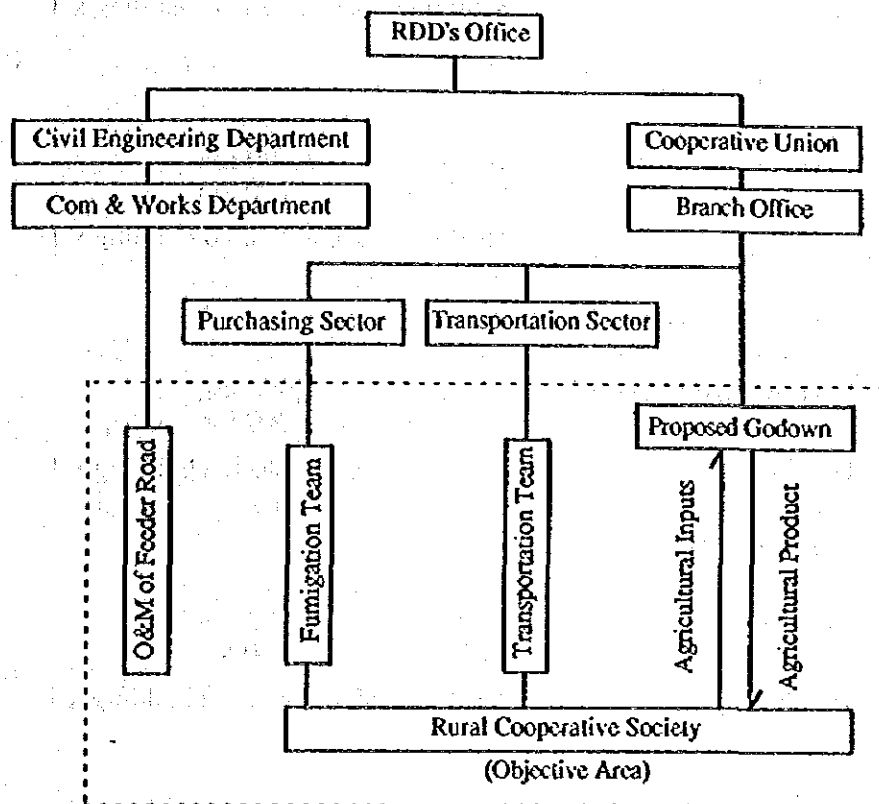 RDD's Office
Civil Engineering Department
Cooperative Union
Com & Works Department
Branch Office
Purchasing Sector
Transportation Sector
Proposed Godown
O&M of Feeder Road
Fumigation Team
Transportation Team
Agricultural Inputs
Agricultural Product
Rural Cooperative Society
(Objective Area)